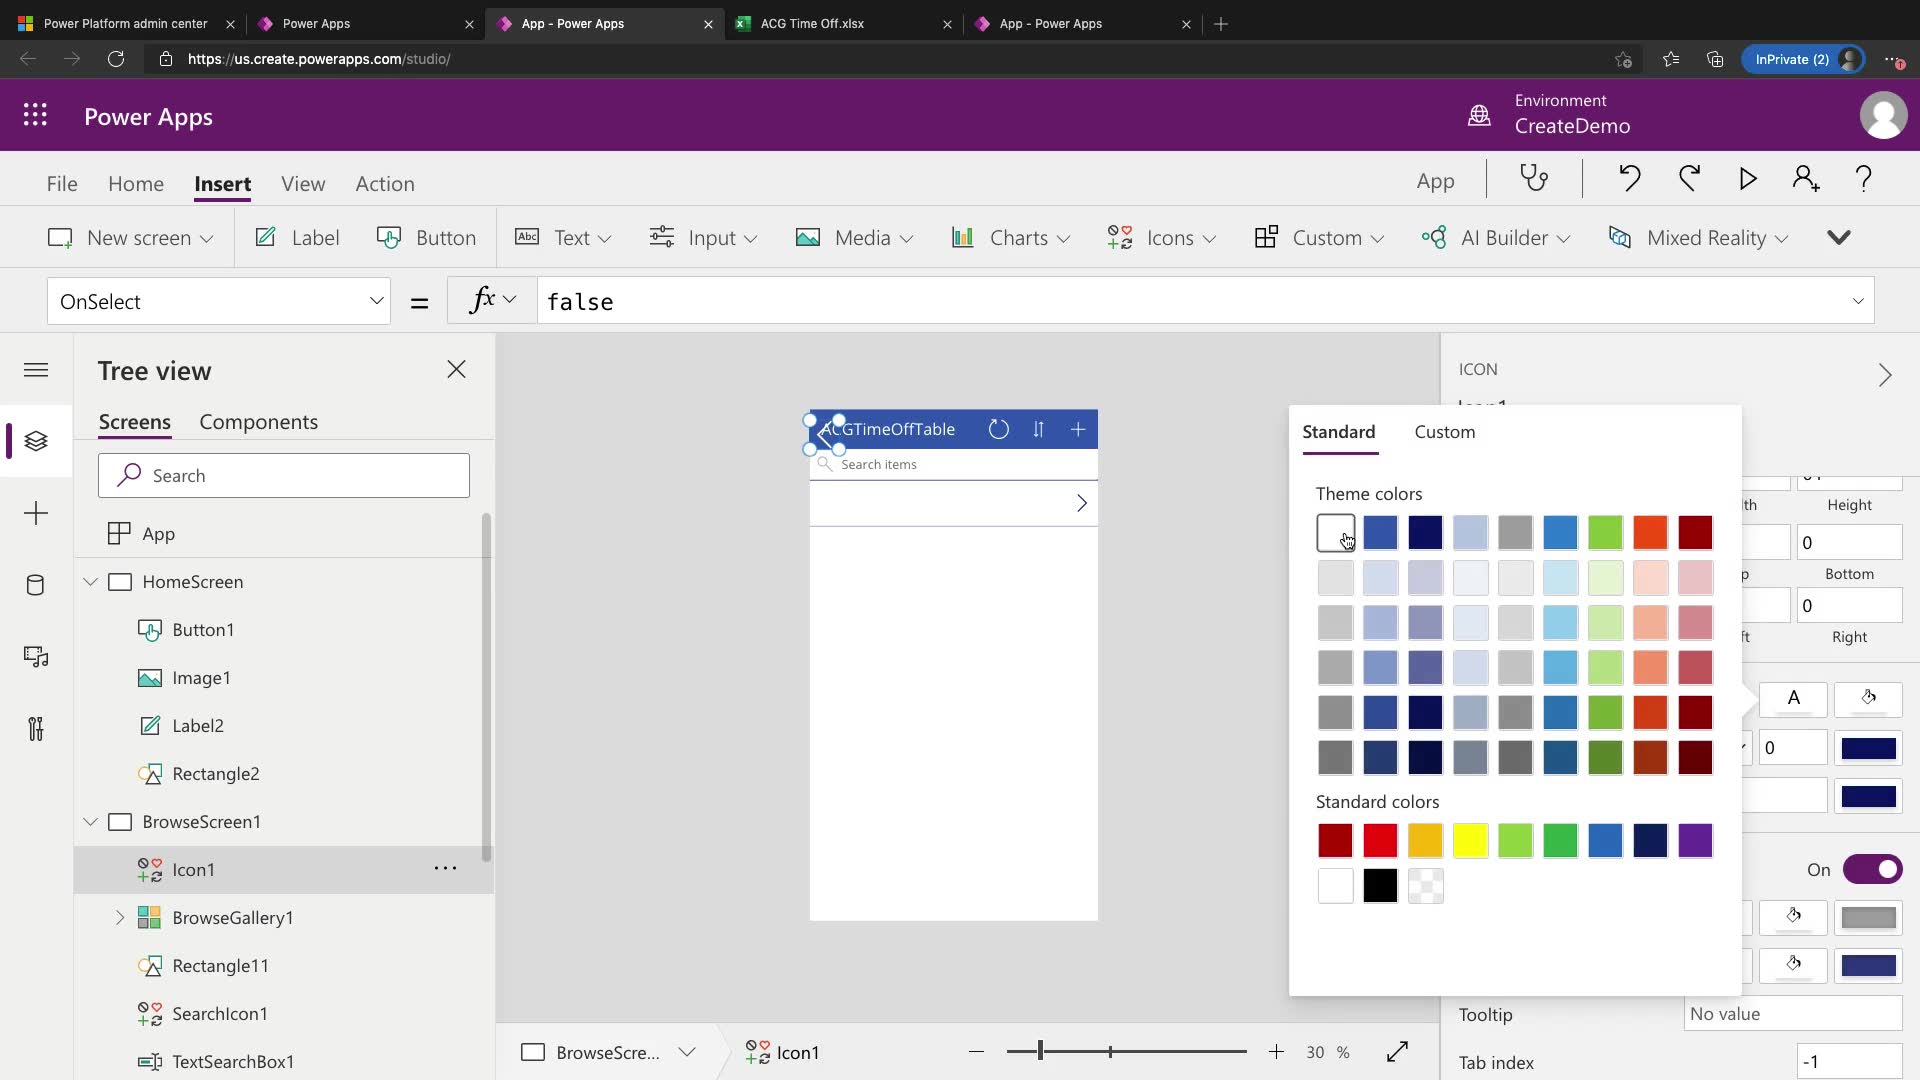 Power Platform admin center
Power Apps
App - Power Apps
ACG Time Off.xlsx
App - Power Apps
https://us.create.powerapps.com/studio/
InPrivate (2)
Power Apps
Environment
CreateDemo
File
Home
Insert
View
Action
App
New screen
Label
Button
Abc
Text
Input
Media
Charts
Icons
Custom
AI Builder
Mixed Reality
OnSelect
=
fx
false
Tree view
Screens
Components
Search
App
HomeScreen
Button1
Image1
Label2
Rectangle2
BrowseScreen1
Icon1
BrowseGallery1
Rectangle11
SearchIcon1
TextSearchBox1
ACGTimeOffTable
Search items
BrowseScre...
Icon1
30 %
ICON
Standard
Custom
Theme colors
Standard colors
Height
0
Bottom
0
Right
A
0
On
Tooltip
No value
Tab index
-1